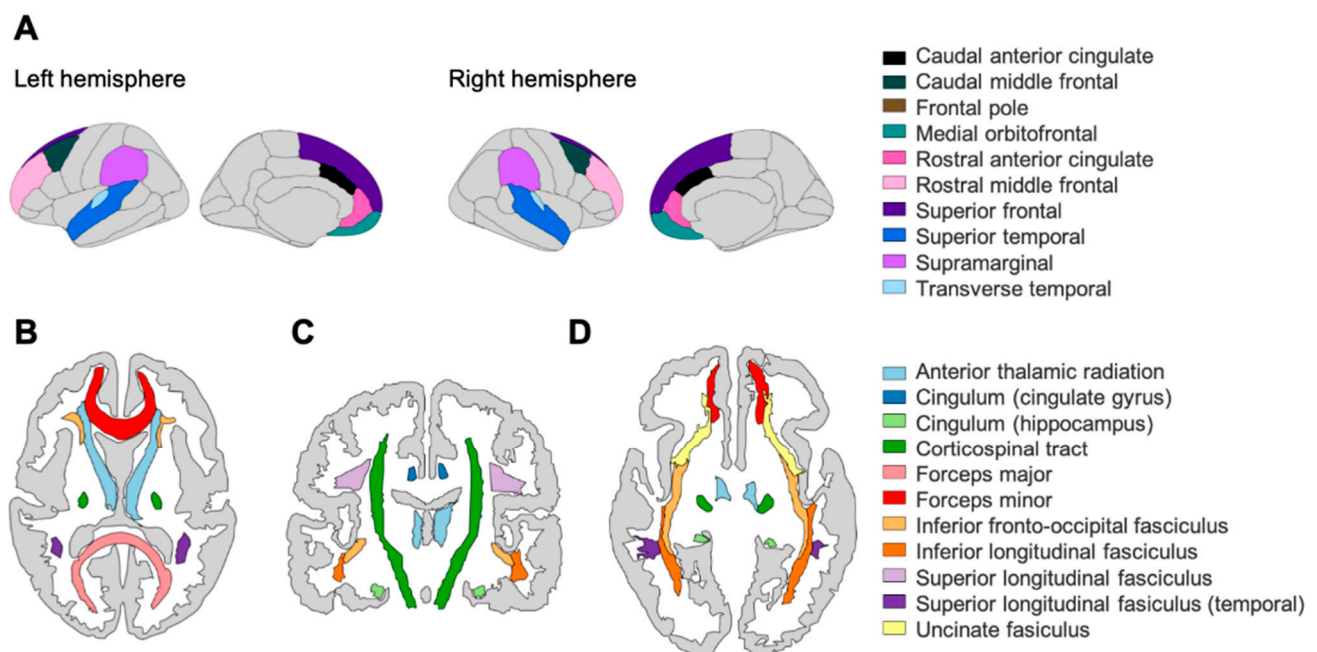 A
Left hemisphere
Right hemisphere
Caudal anterior cingulate
Caudal middle frontal
Frontal pole
Medial orbitofrontal
Rostral anterior cingulate
Rostral middle frontal
Superior frontal
Superior temporal
Supramarginal
Transverse temporal
B
C
D
Anterior thalamic radiation
Cingulum (cingulate gyrus)
Cingulum (hippocampus)
Corticospinal tract
Forceps major
Forceps minor
Inferior fronto-occipital fasciculus
Inferior longitudinal fasciculus
Superior longitudinal fasciculus
Superior longitudinal fasiculus (temporal)
Uncinate fasiculus